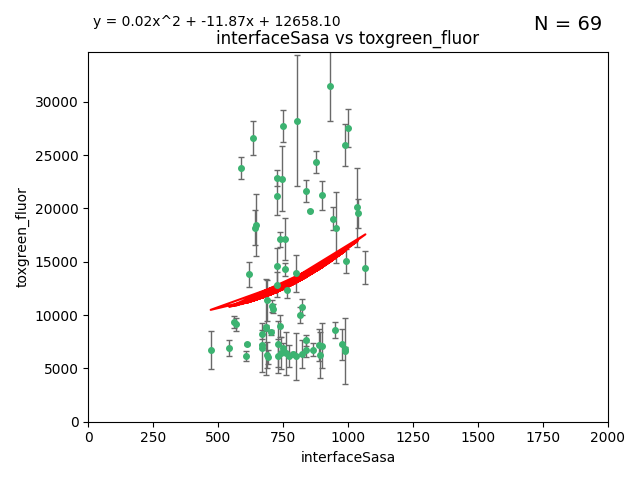 y = 0.02x^2 + -11.87x + 12658.10
N = 69
interfaceSasa vs toxgreen_fluor
toxgreen_fluor
30000
25000
20000
15000
10000
5000
0
0 250 500 750 1000 1250 1500 1750 2000
interfaceSasa